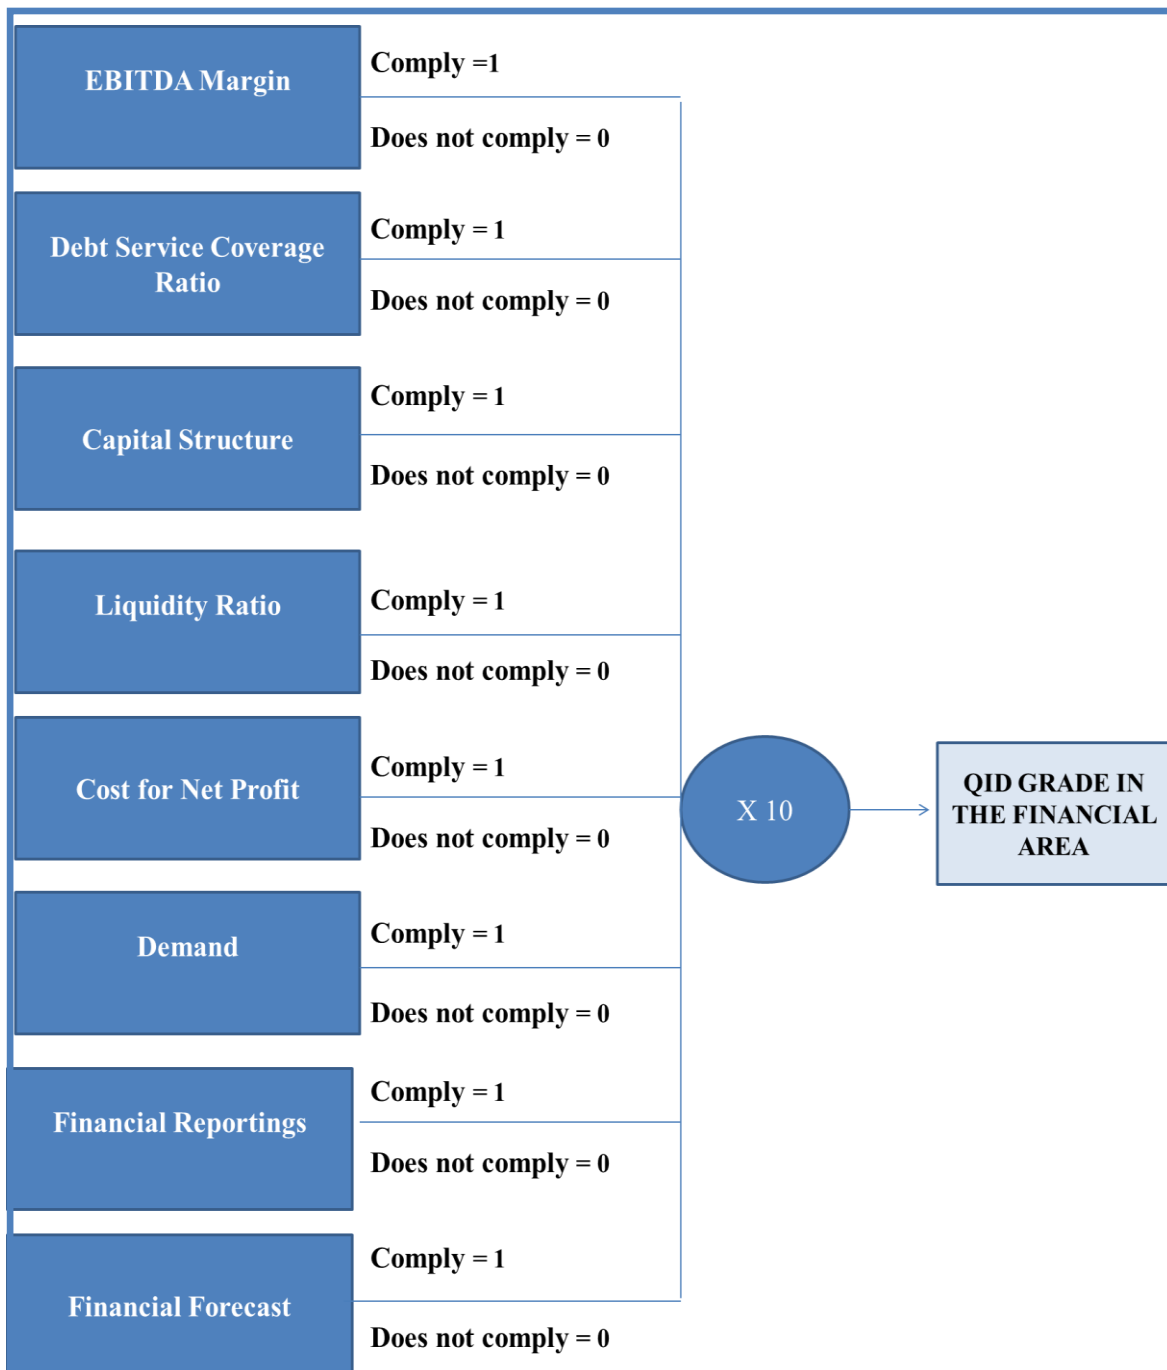 EBITDA Margin
Comply =1
Does not comply = 0
Debt Service Coverage
Ratio
Comply = 1
Does not comply = 0
Capital Structure
Comply = 1
Does not comply = 0
Liquidity Ratio
Comply = 1
Does not comply = 0
Cost for Net Profit
Comply = 1
Does not comply = 0
Demand
Comply = 1
Does not comply = 0
Financial Reportings
Comply = 1
Does not comply = 0
Financial Forecast
Comply = 1
Does not comply = 0
X 10
QID GRADE IN
THE FINANCIAL
AREA